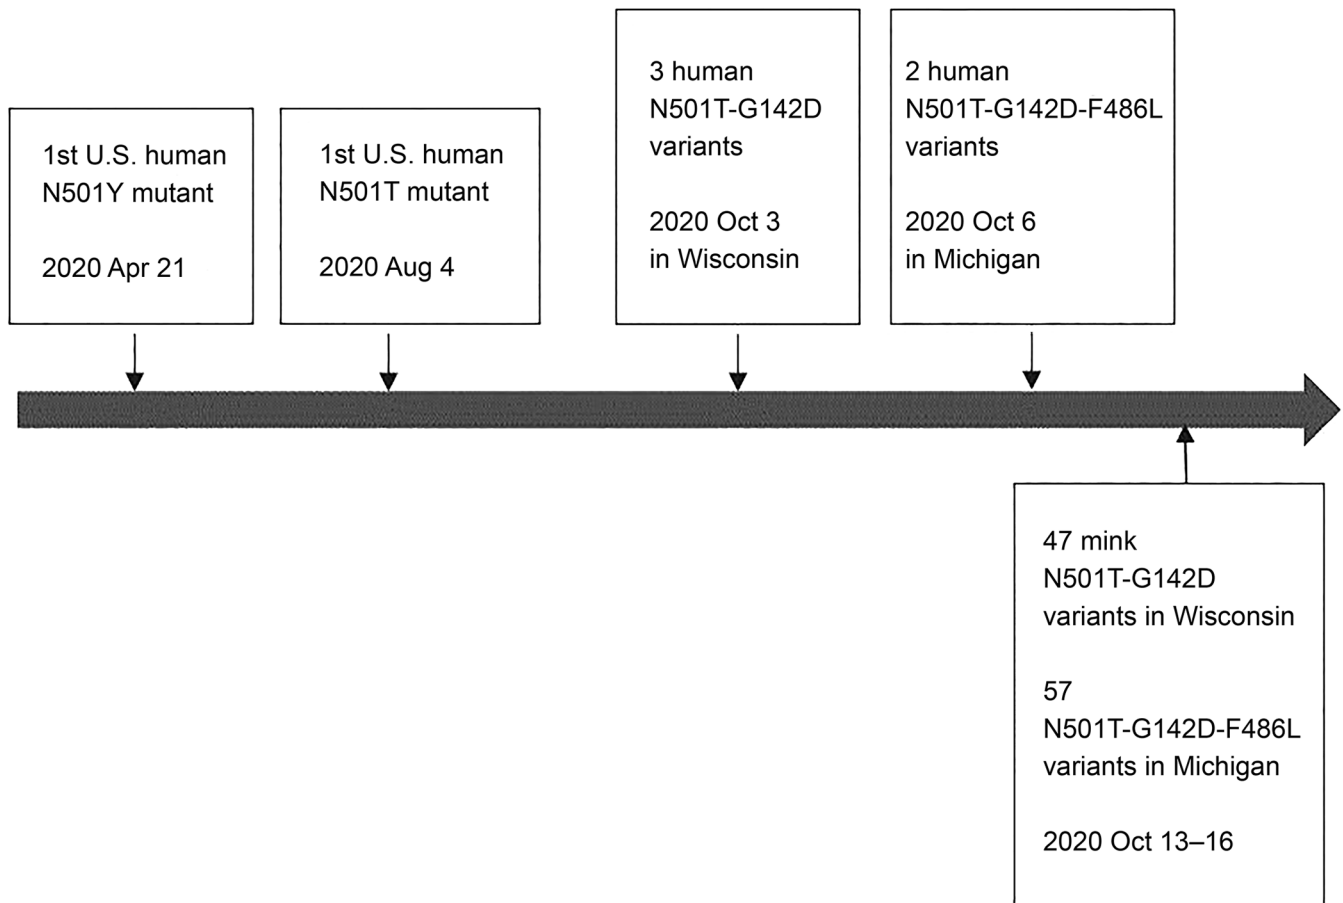 1st U.S. human
N501Y mutant
2020 Apr 21
1st U.S. human
N501T mutant
2020 Aug 4
3 human
N501T-G142D
variants
2020 Oct 3
in Wisconsin
2 human
N501T-G142D-F486L
variants
2020 Oct 6
in Michigan
47 mink
N501T-G142D
variants in Wisconsin
57
N501T-G142D-F486L
variants in Michigan
2020 Oct 13–16